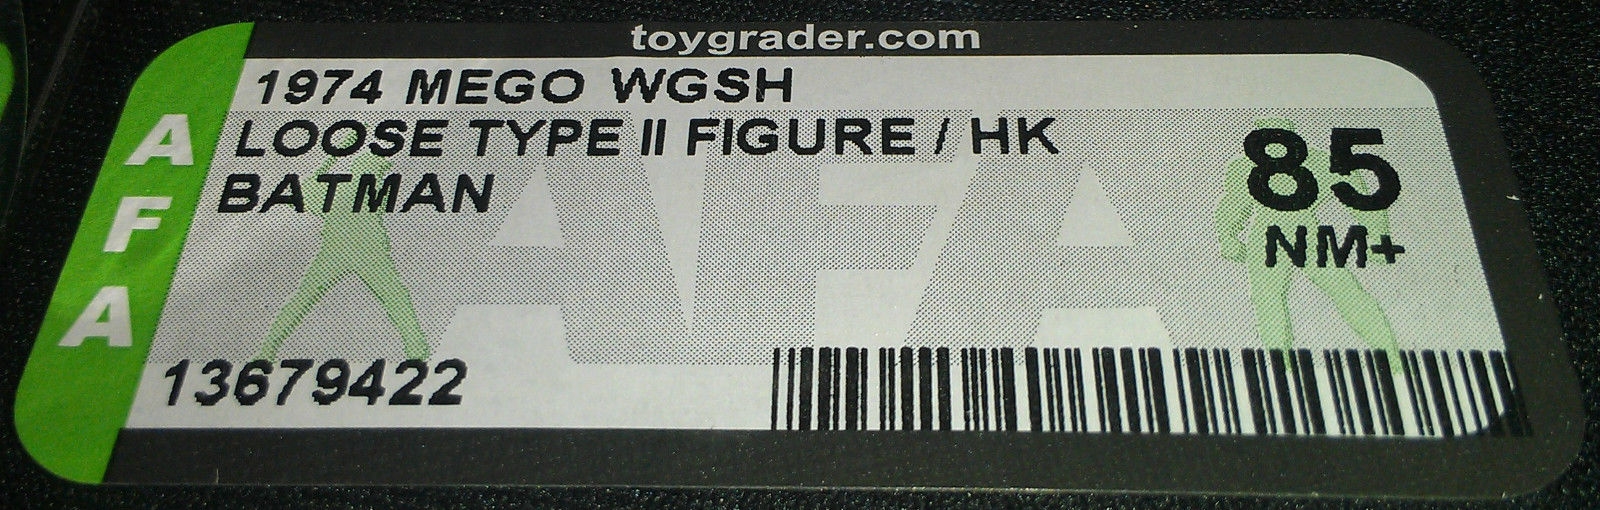 toygrader.com
1974 MEGO WGSH
LOOSE TYPE II FIGURE / HK
BATMAN
85
NM+
AFA
AFA
13679422